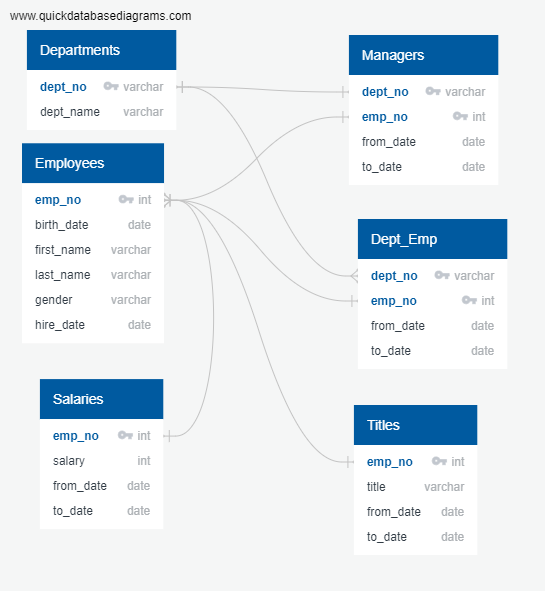 www.quickdatabasediagrams.com
Departments
dept_no varchar
dept_name varchar
Employees
emp_no int
birth_date date
first_name varchar
last_name varchar
gender varchar
hire_date date
Salaries
emp_no int
salary int
from_date date
to_date date
Managers
dept_no varchar
emp_no int
from_date date
to_date date
Dept_Emp
dept_no varchar
emp_no int
from_date date
to_date date
Titles
emp_no int
title varchar
from_date date
to_date date